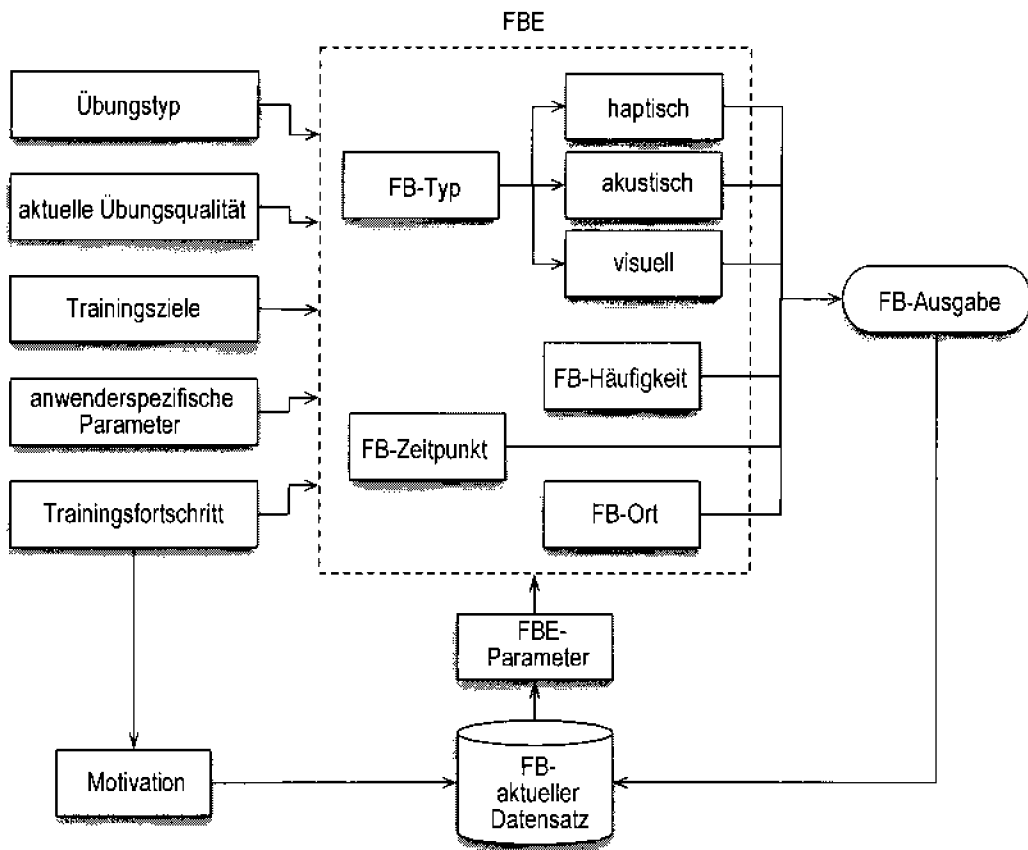 FBE
Übungstyp
aktuelle Übungsqualität
Trainingsziele
anwenderspezifische
Parameter
Trainingsfortschritt
FB-Typ
haptisch
akustisch
visuell
FB-Häufigkeit
FB-Zeitpunkt
FB-Ort
FB-Ausgabe
FBE-
Parameter
Motivation
FB-
aktueller
Datensatz